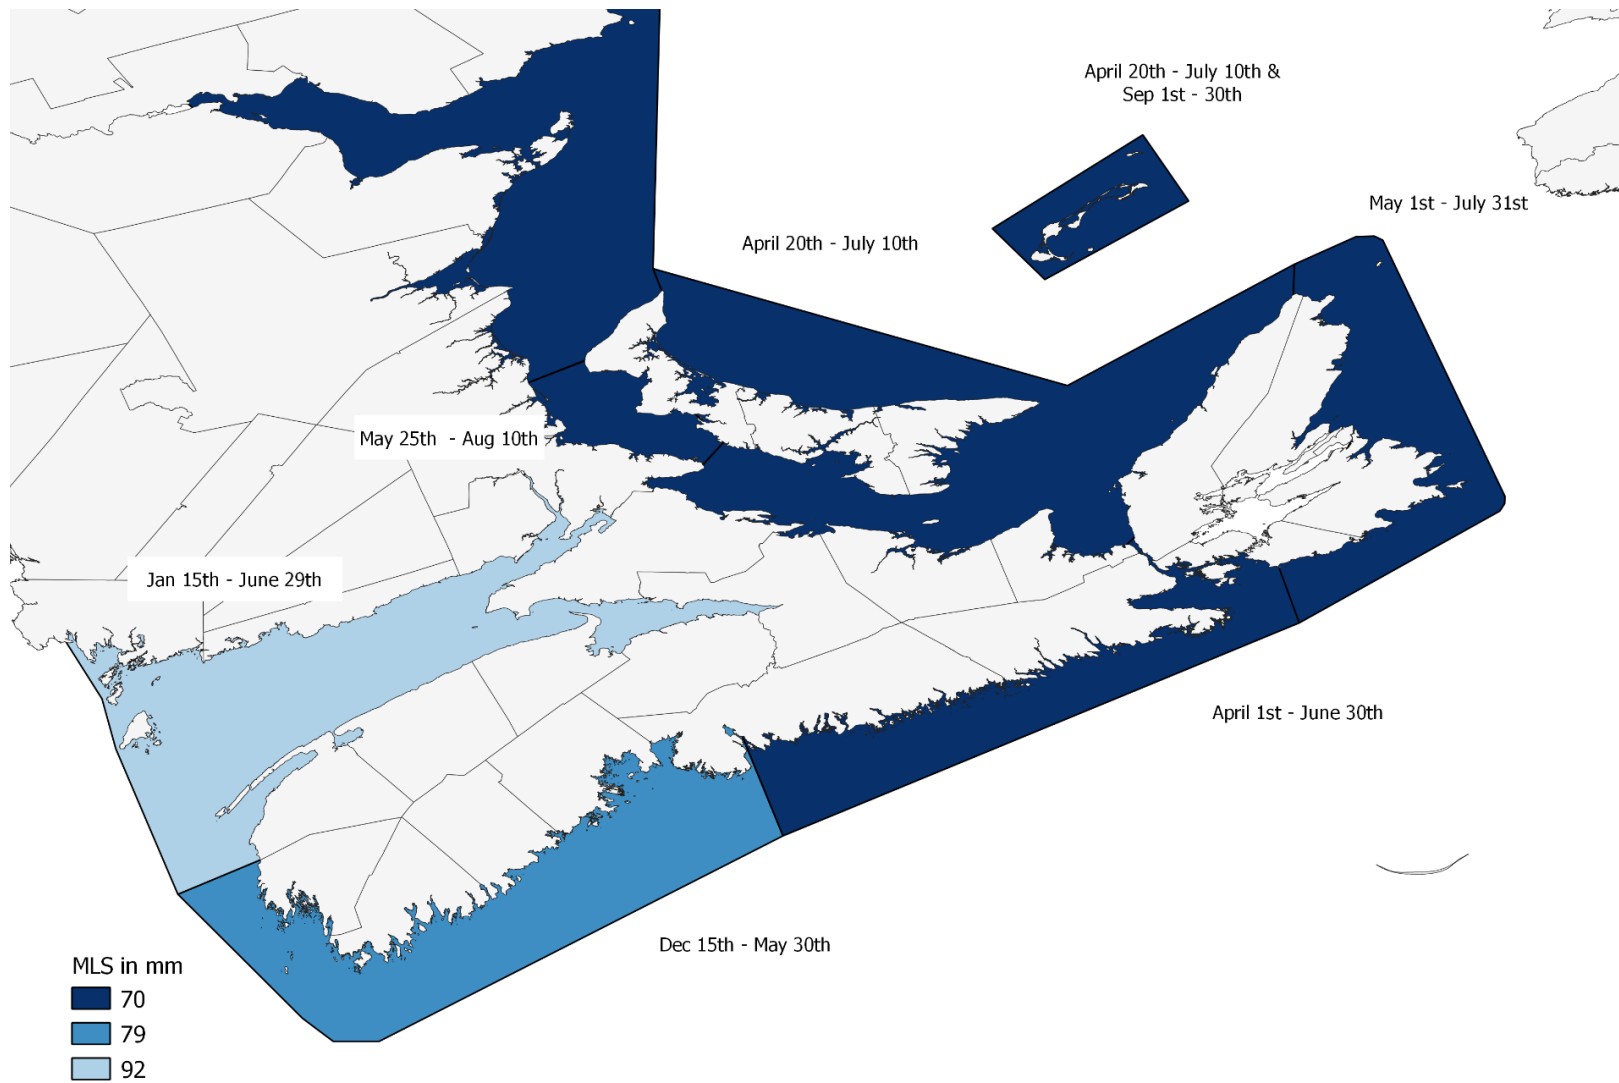 April 20th - July 10th &
Sep 1st - 30th
May 1st - July 31st
April 20th - July 10th
May 25th  - Aug 10th
Jan 15th - June 29th
April 1st - June 30th
Dec 15th - May 30th
MLS in mm
70
79
92